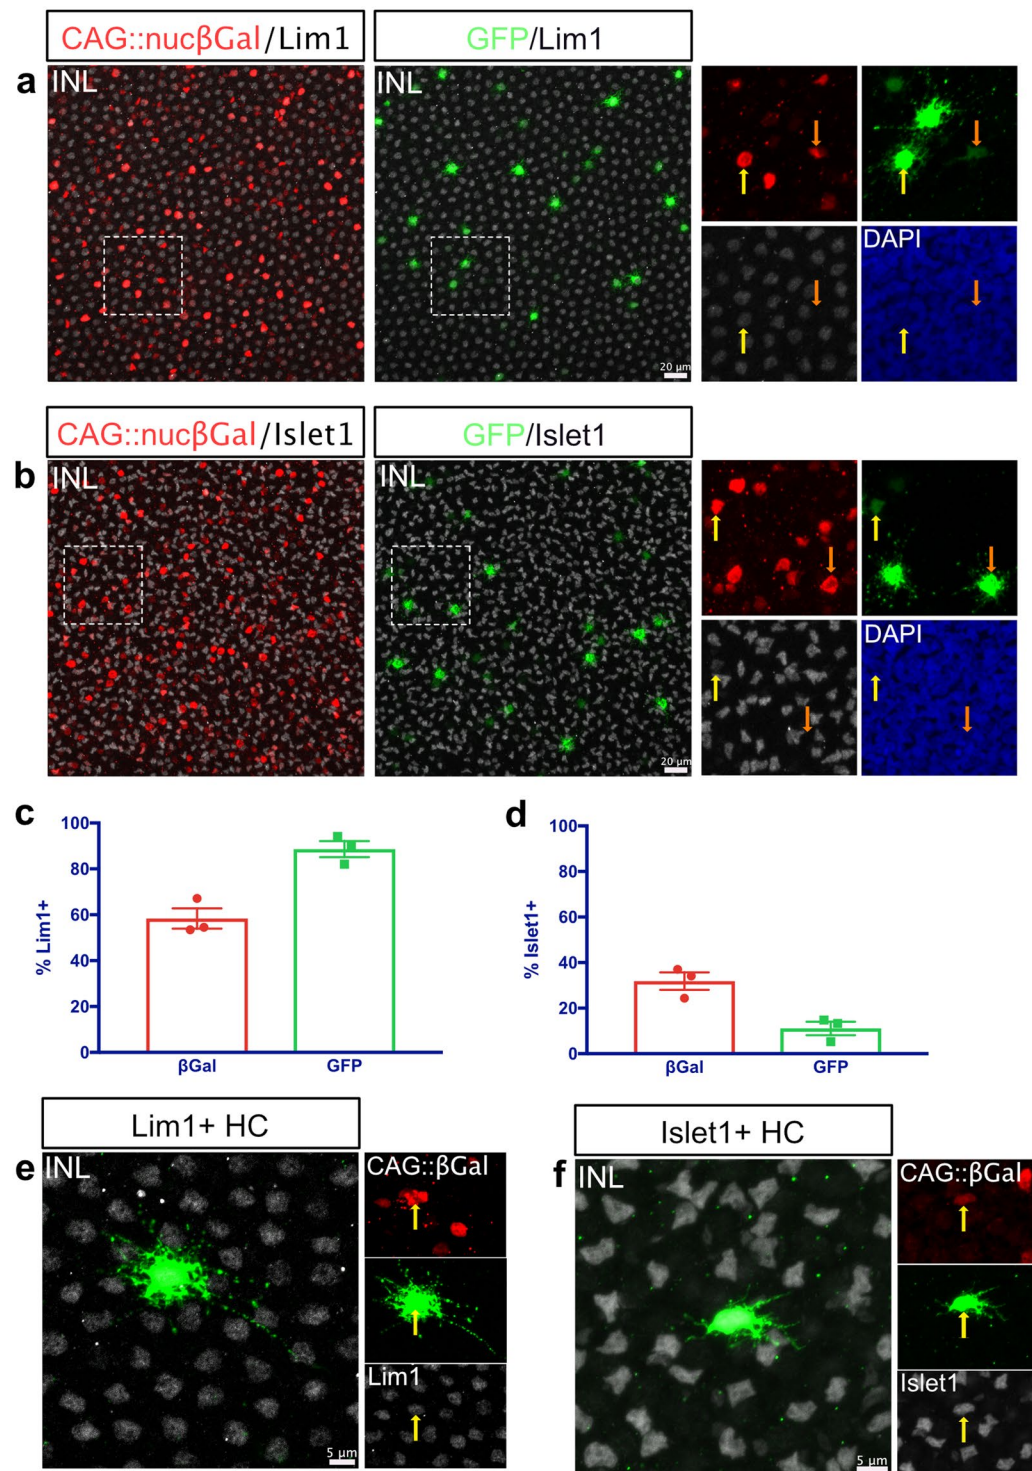 CAG::nucβGal/Lim1
GFP/Lim1
a
INL
INL
20 µm
DAPI
CAG::nucβGal/Islet1
GFP/Islet1
b
INL
INL
20 µm
DAPI
c
% Lim1+
100
80
60
40
20
0
βGal
GFP
d
% Islet1+
100
80
60
40
20
0
βGal
GFP
Lim1+ HC
e
INL
5 µm
CAG::βGal
Lim1
Islet1+ HC
f
INL
5 µm
CAG::βGal
Islet1